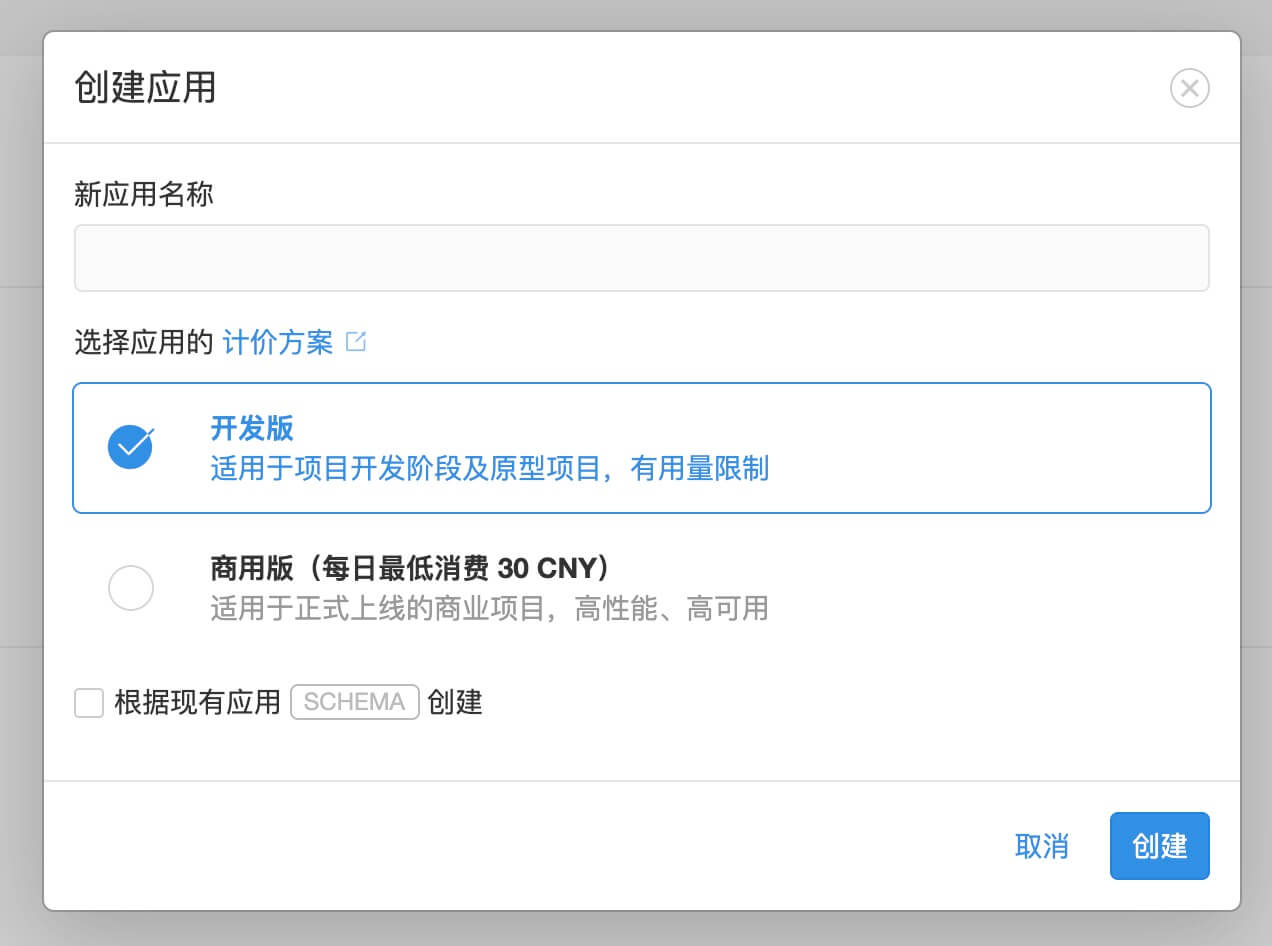 创建应用
新应用名称
选择应用的 计价方案
开发版
适用于项目开发阶段及原型项目，有用量限制
商用版（每日最低消费 30 CNY）
适用于正式上线的商业项目，高性能、高可用
根据现有应用 SCHEMA 创建
取消 创建